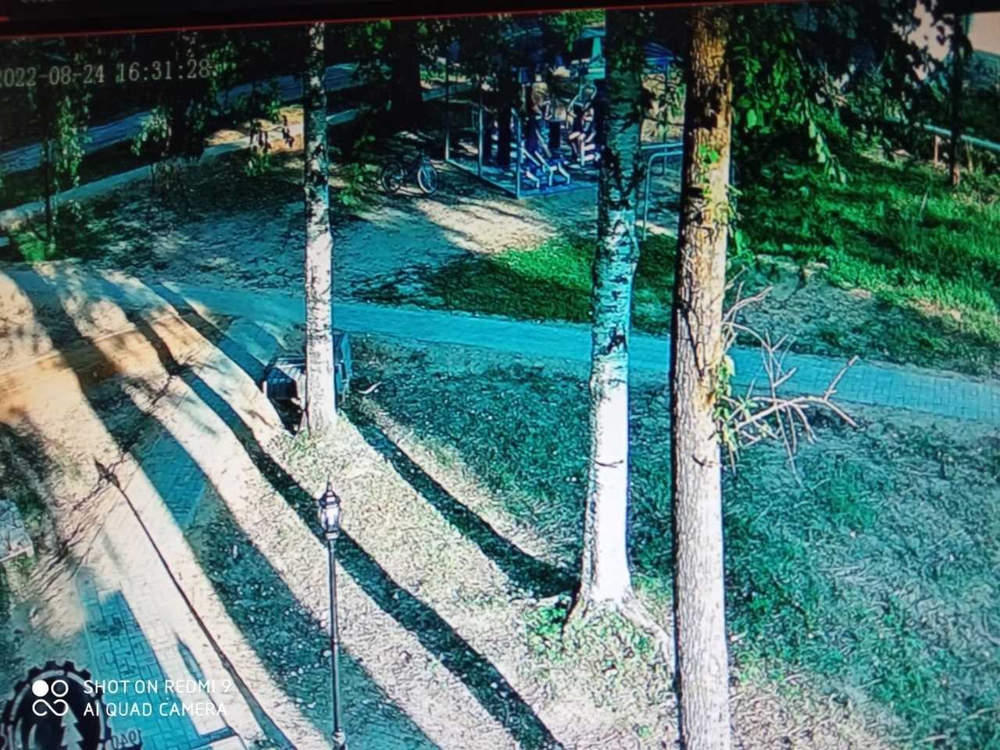 2022-08-24 16:31:28
SHOT ON REDMI 9
AI QUAD CAMERA